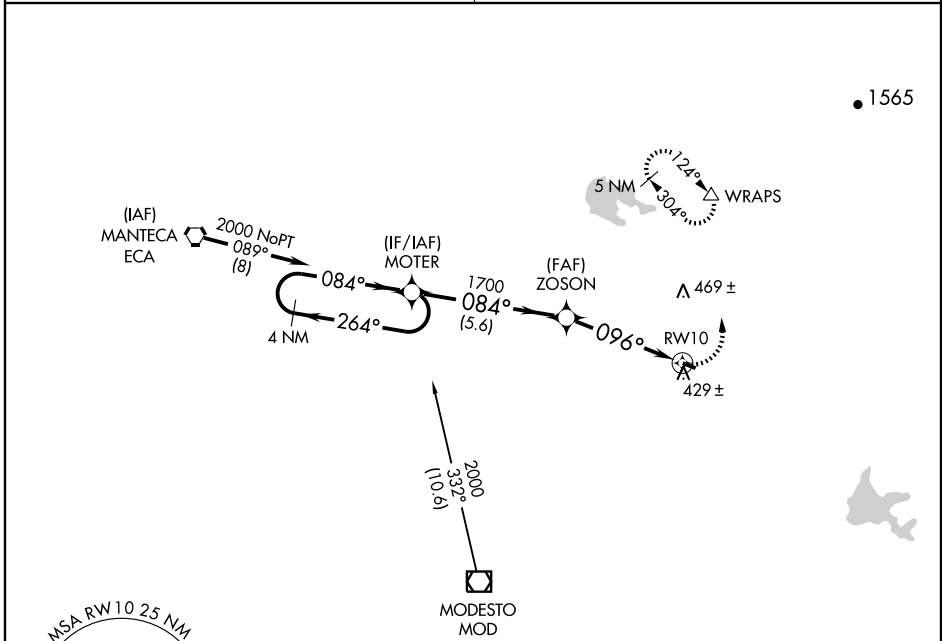 1565
124°
5 NM
WRAPS
304°
(IAF)
MANTECA
ECA
2000 NoPT
089°
(8)
(IF/IAF)
MOTER
084°
264°
4 NM
1700
084°
(5.6)
(FAF)
ZOSON
096°
469 ±
RW10
429 ±
2000
332°
(10.6)
MODESTO
MOD
MSA RW10 25 NM